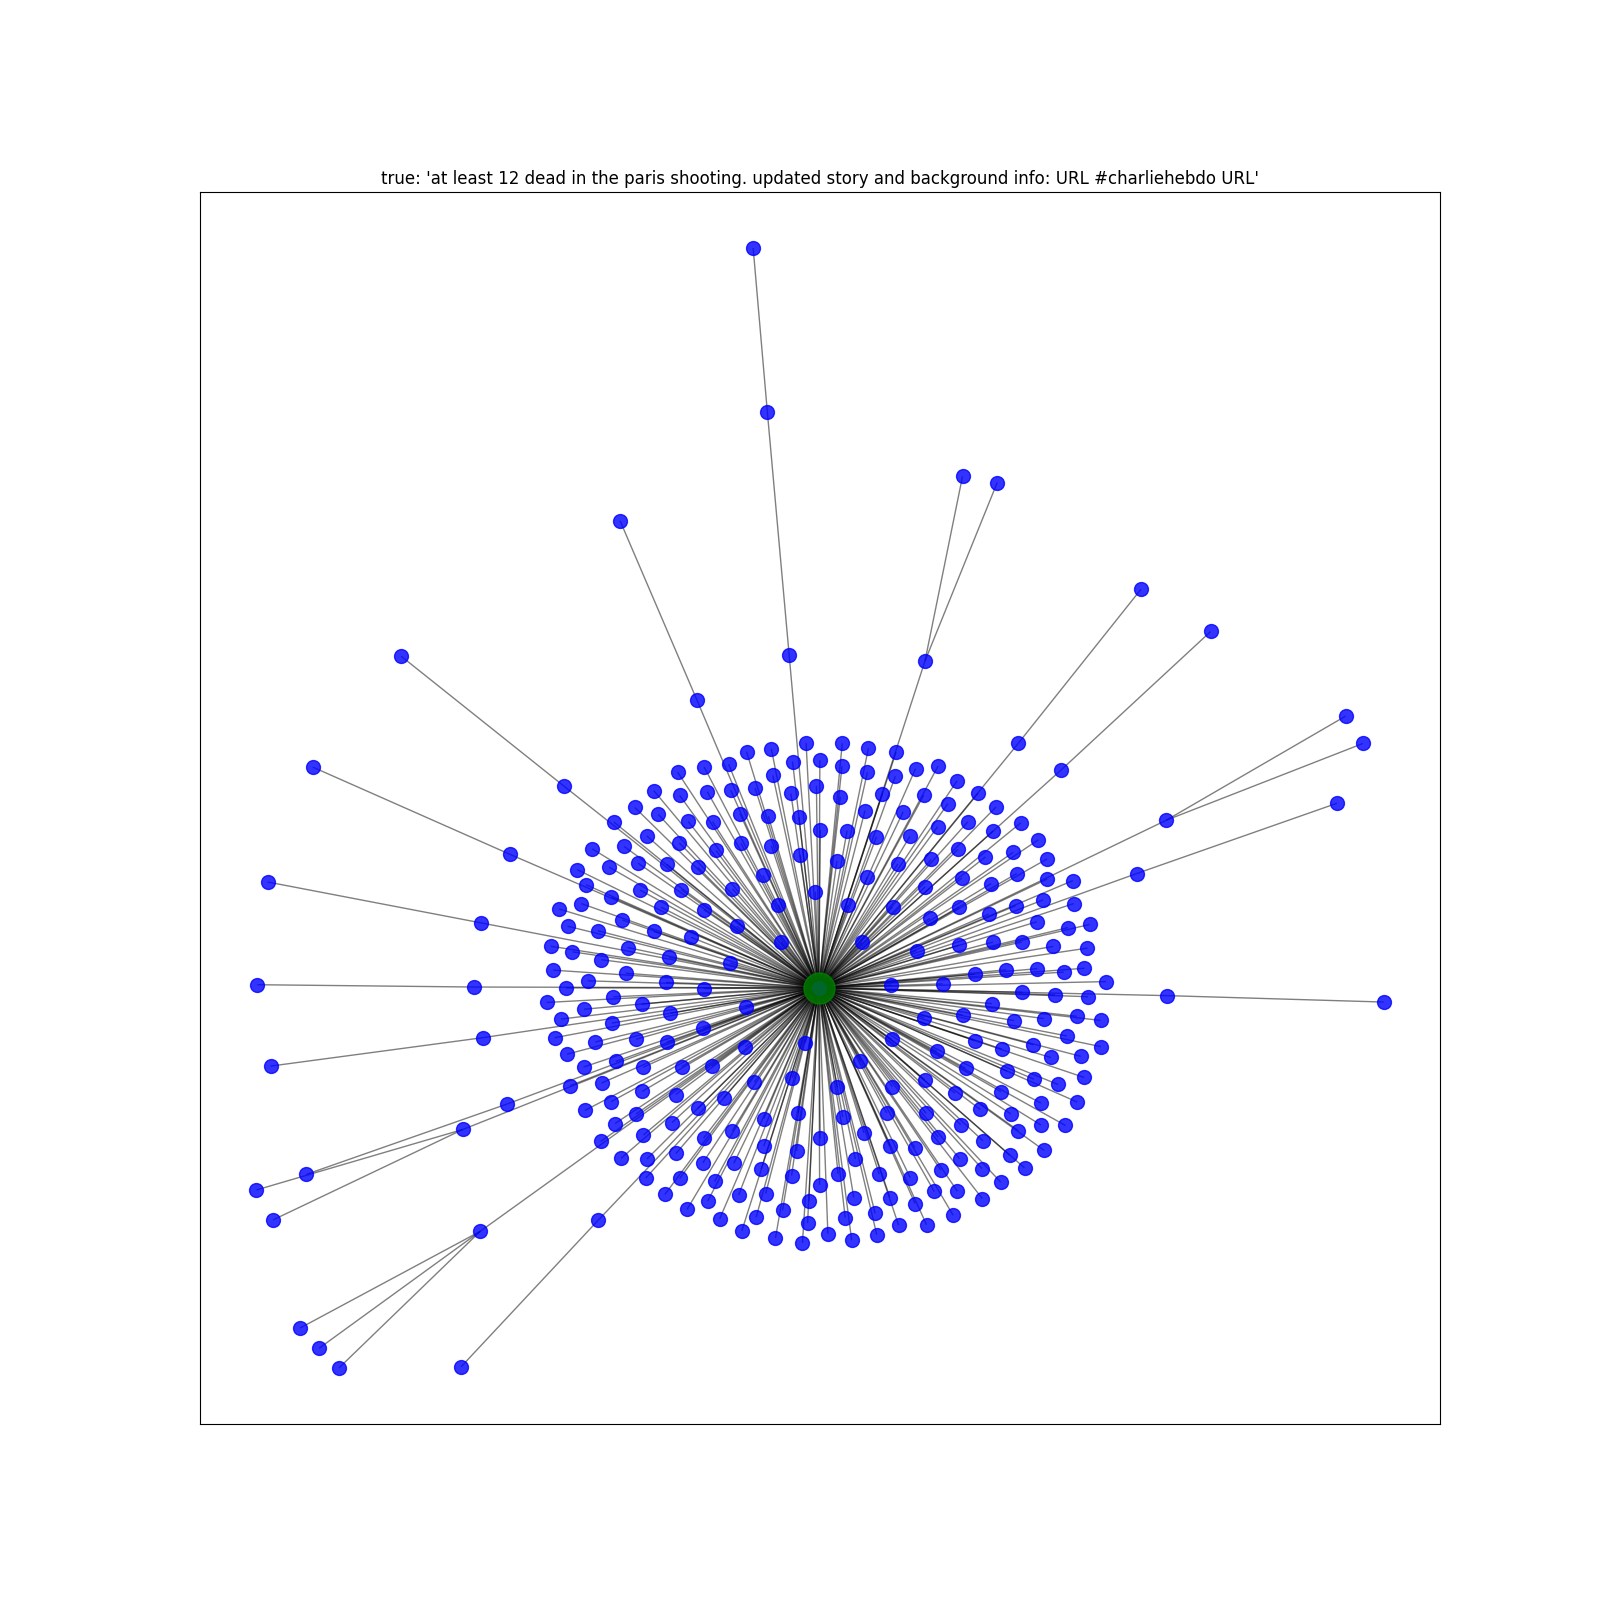 true: 'at least 12 dead in the paris shooting. updated story and background info: URL #charliehebdo URL'